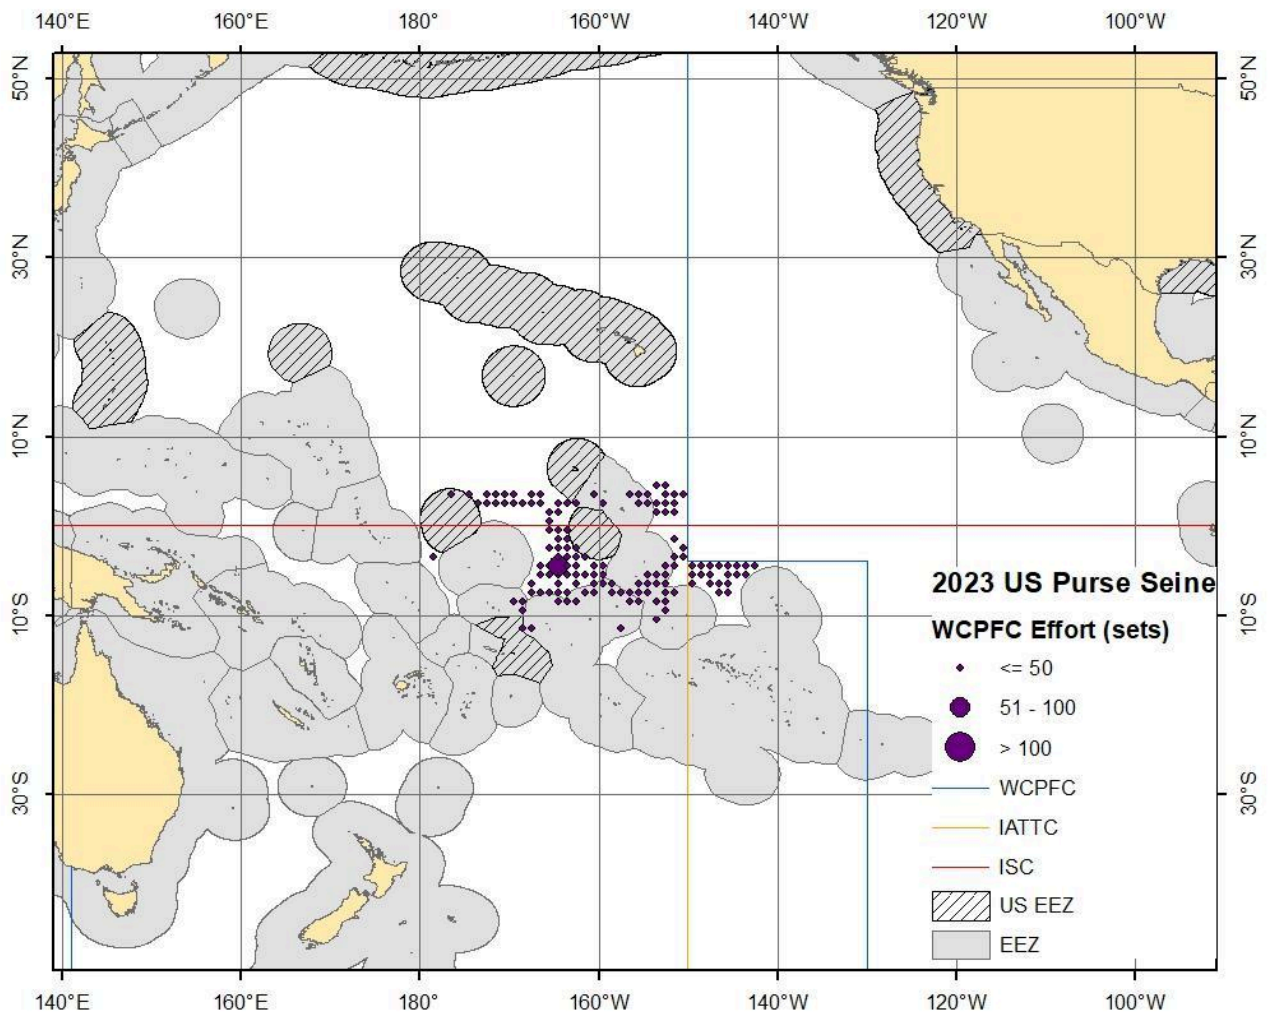 140°E 160°E 180° 160°W 140°W 120°W 100°W
50°N 50°N
30°N 30°N
10°N 10°N
10°S 10°S
30°S 30°S
2023 US Purse Seine
WCPFC Effort (sets)
<= 50
51 - 100
> 100
WCPFC
IATTC
ISC
US EEZ
EEZ
140°E 160°E 180° 160°W 140°W 120°W 100°W